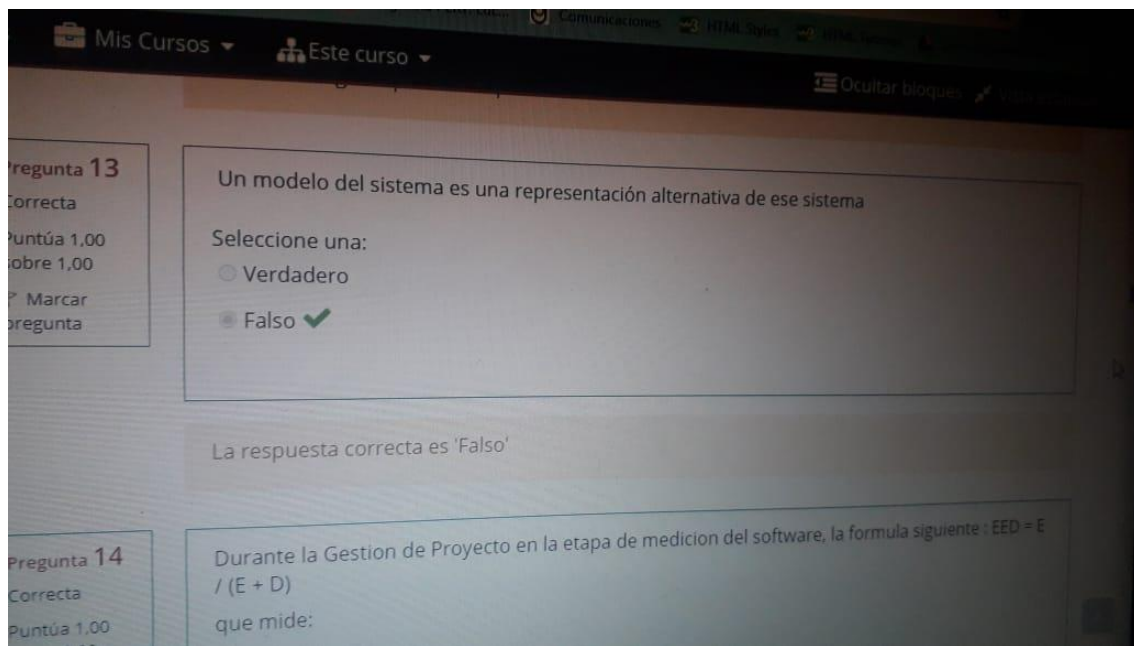 Comunicaciones HTML Styles
Mis Cursos Este curso
Ocultar bloques
Pregunta 13
Correcta
Puntúa 1,00
sobre 1,00
Marcar
pregunta
Un modelo del sistema es una representación alternativa de ese sistema
Seleccione una:
Verdadero
Falso
La respuesta correcta es 'Falso'
Pregunta 14
Correcta
Puntúa 1,00
Durante la Gestion de Proyecto en la etapa de medicion del software, la formula siguiente : EED = E
/ (E + D)
que mide: